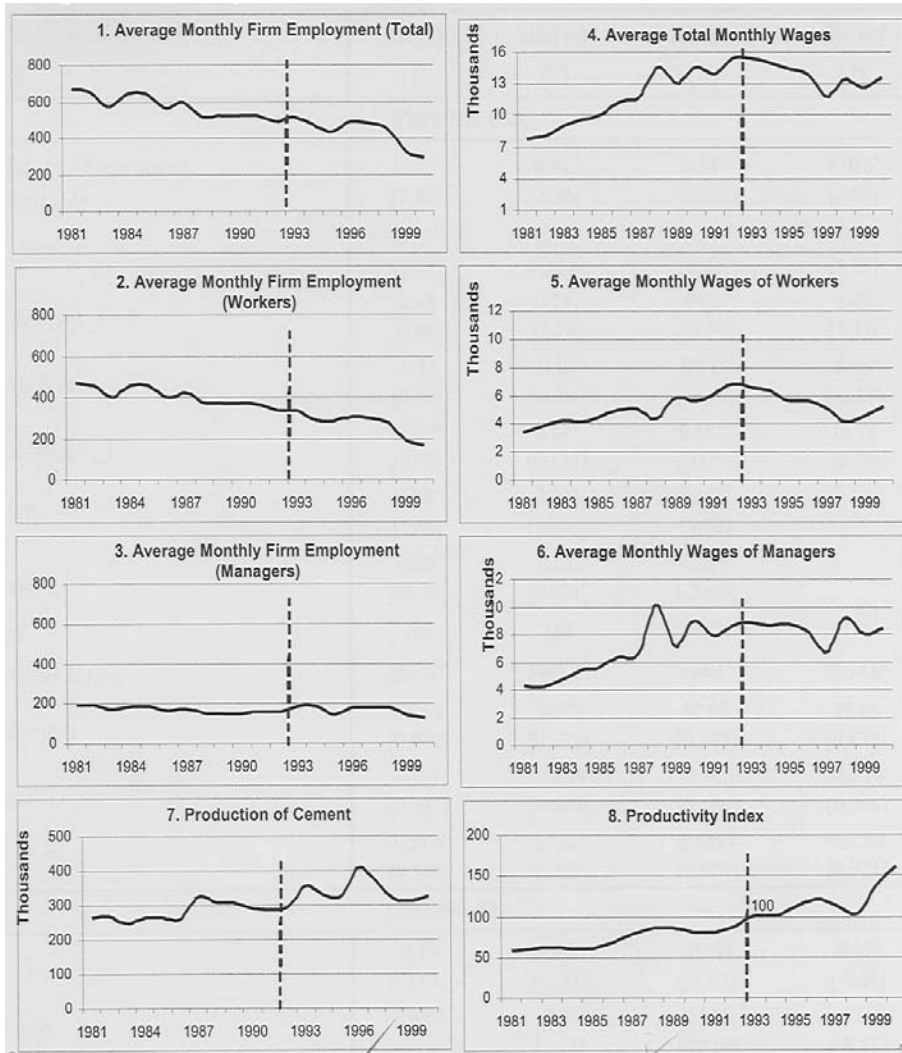 1. Average Monthly Firm Employment (Total)
800
600
400
200
0
1981 1984 1987 1990 1993 1996 1999
4. Average Total Monthly Wages
Thousands
16
13
10
7
4
1
1981 1983 1985 1987 1989 1991 1993 1995 1997 1999
2. Average Monthly Firm Employment
(Workers)
800
600
400
200
0
1981 1984 1987 1990 1993 1996 1999
5. Average Monthly Wages of Workers
Thousands
12
10
8
6
4
2
0
1981 1983 1985 1987 1989 1991 1993 1995 1997 1999
3. Average Monthly Firm Employment
(Managers)
800
600
400
200
0
1981 1984 1987 1990 1993 1996 1999
6. Average Monthly Wages of Managers
Thousands
12
10
8
6
4
2
0
1981 1983 1985 1987 1989 1991 1993 1995 1997 1999
7. Production of Cement
Thousands
500
400
300
200
100
0
1981 1984 1987 1990 1993 1996 1999
8. Productivity Index
200
150
100
50
0
100
1981 1983 1985 1987 1989 1991 1993 1995 1997 1999